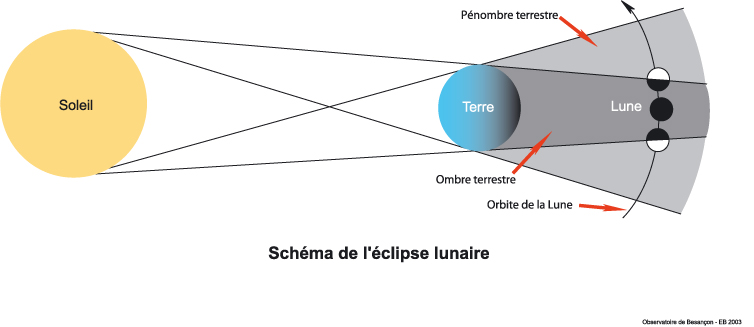 Pénombre terrestre
Soleil
Terre
Lune
Ombre terrestre
Orbite de la Lune
Schéma de l'éclipse lunaire
Observatoire de Besançon - EB 2003